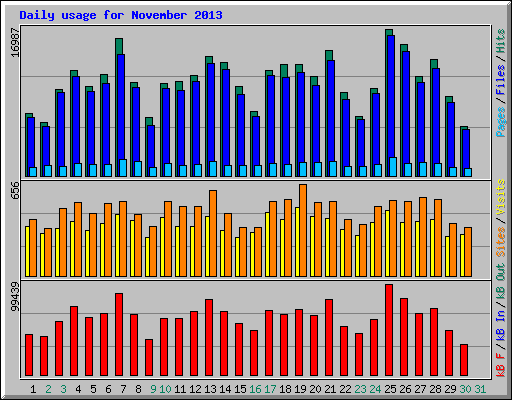 Daily usage for November 2013
16987
Pages / Files / Hits
656
Sites / Visits
99439
kB F / kB In / kB Out
1 2 3 4 5 6 7 8 9 10 11 12 13 14 15 16 17 18 19 20 21 22 23 24 25 26 27 28 29 30 31